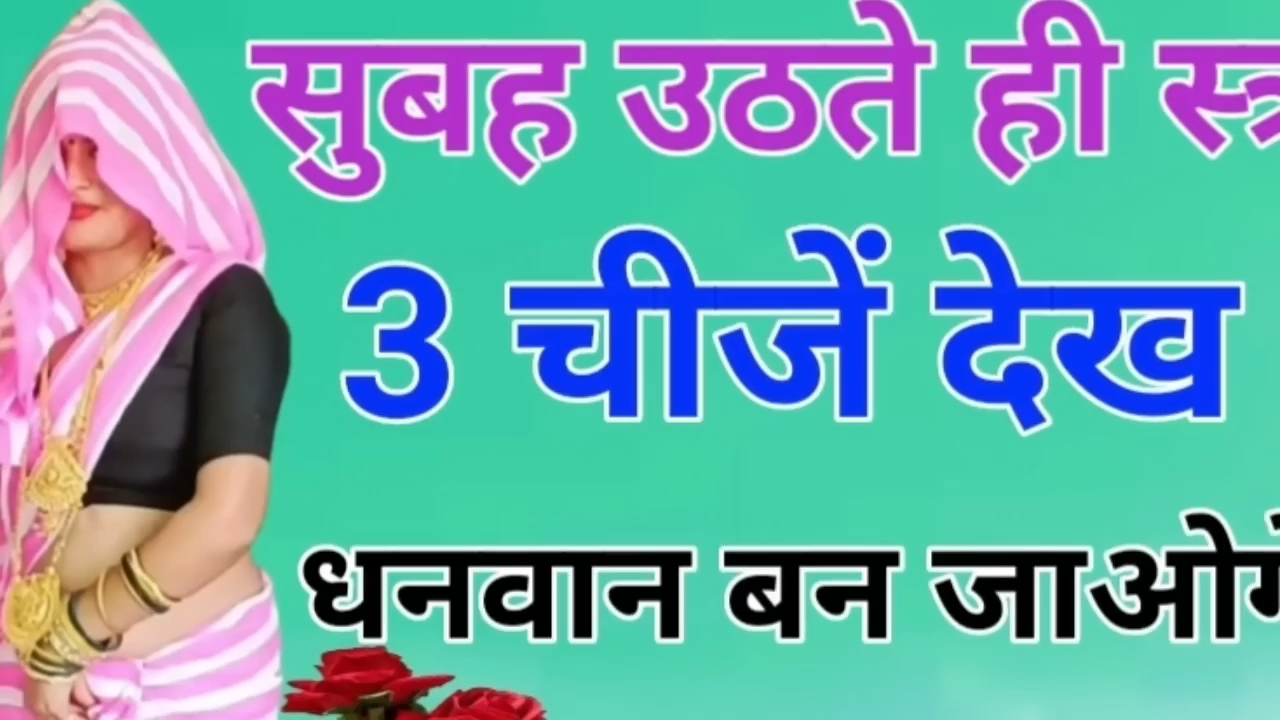 सुबह उठते ही
3 चीजें देख
धनवान बन